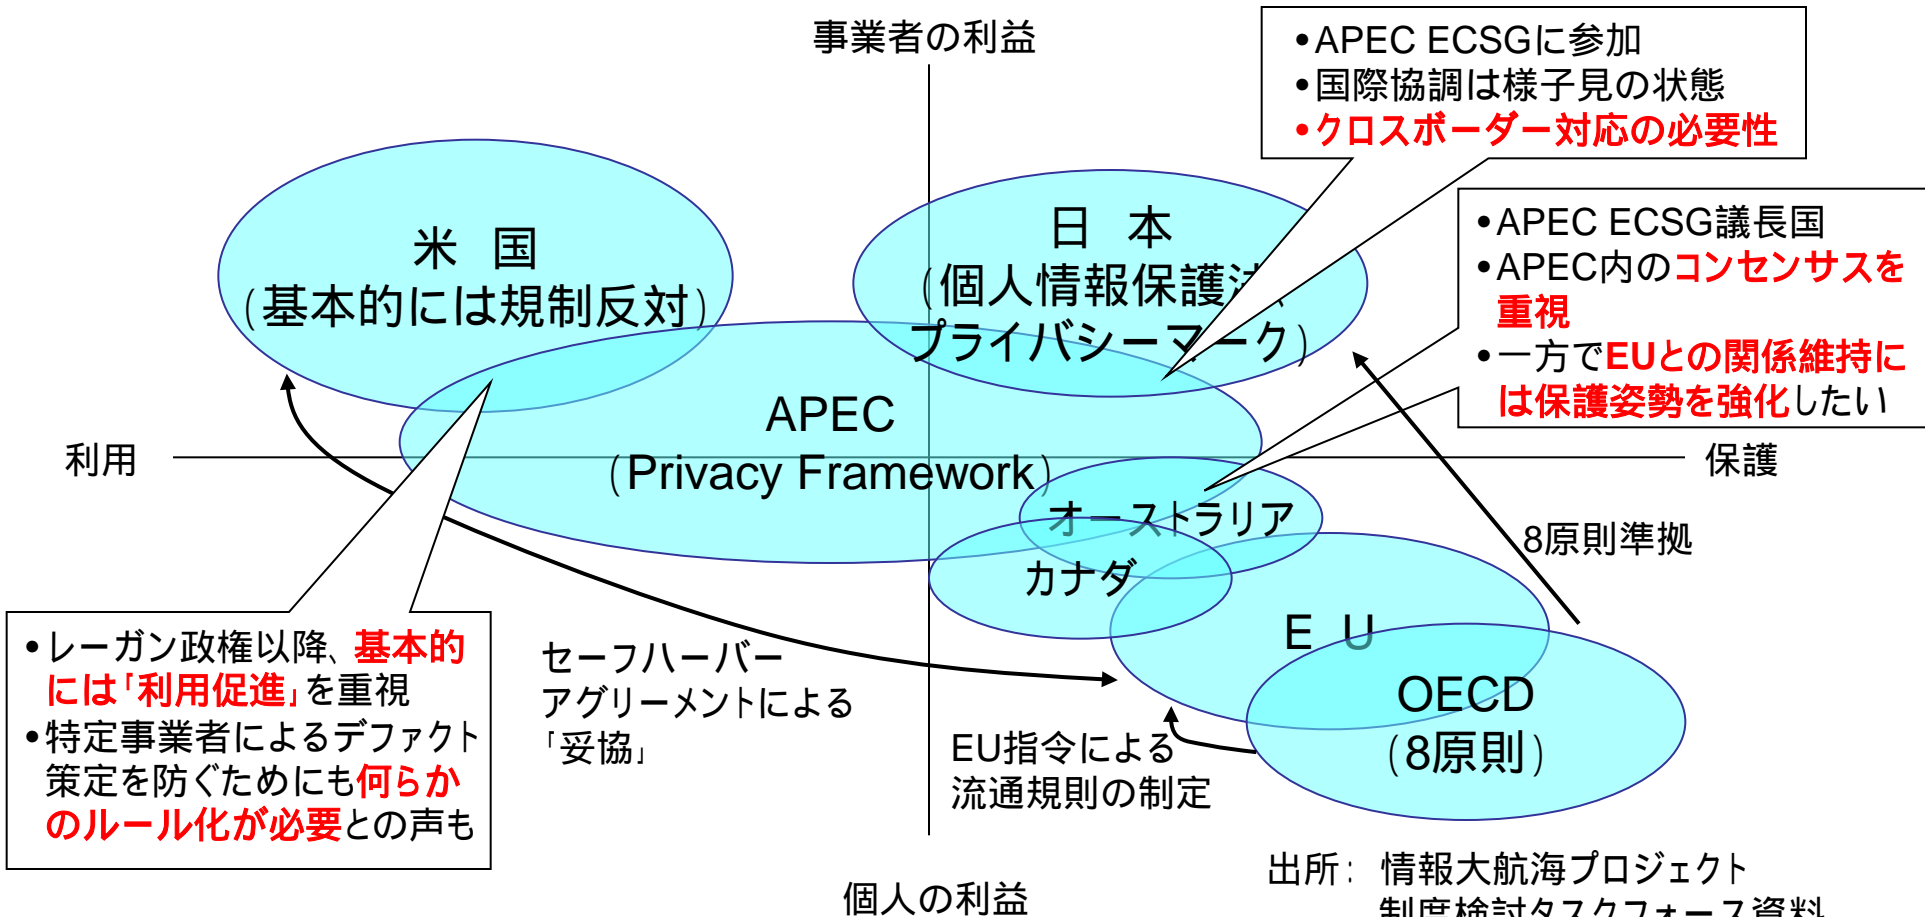 事業者の利益
•APEC ECSGに参加
•国際協調は様子見の状態
•クロスボーダー対応の必要性
米 国
(基本的には規制反対)
日 本
(個人情報保護法、
プライバシーマーク)
•APEC ECSG議長国
•APEC内のコンセンサスを
重視
•一方でEUとの関係維持に
は保護姿勢を強化したい
APEC
(Privacy Framework)
利用
保護
オーストラリア
カナダ
8原則準拠
E U
OECD
(8原則)
•レーガン政権以降、基本的
には「利用促進」を重視
•特定事業者によるデファクト
策定を防ぐためにも何らか
のルール化が必要との声も
セーフハーバー
アグリーメントによる
「妥協」
EU指令による
流通規則の制定
個人の利益
出所: 情報大航海プロジェクト
制度検討タスクフォース資料